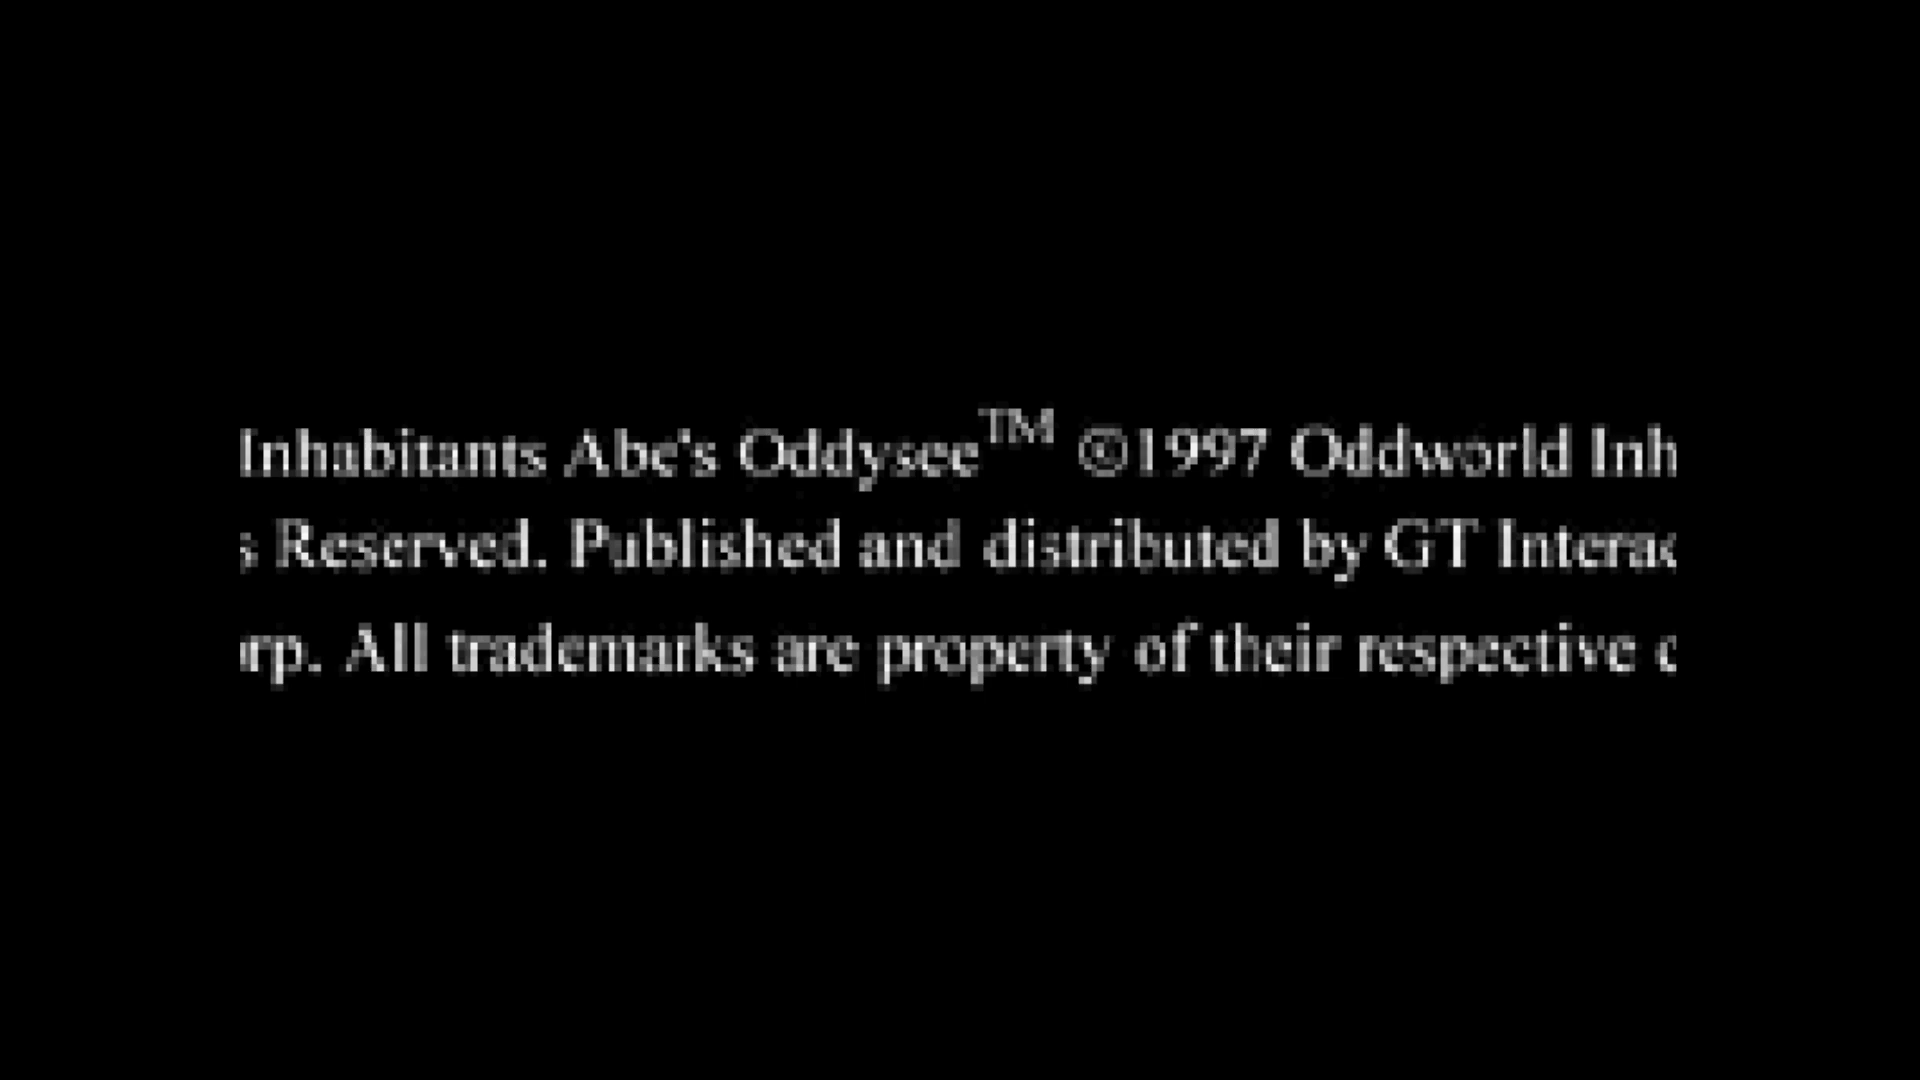 Inhabitants Abe's Oddysee™ ©1997 Oddworld Inh
s Reserved. Published and distributed by GT Interac
rp. All trademarks are property of their respective